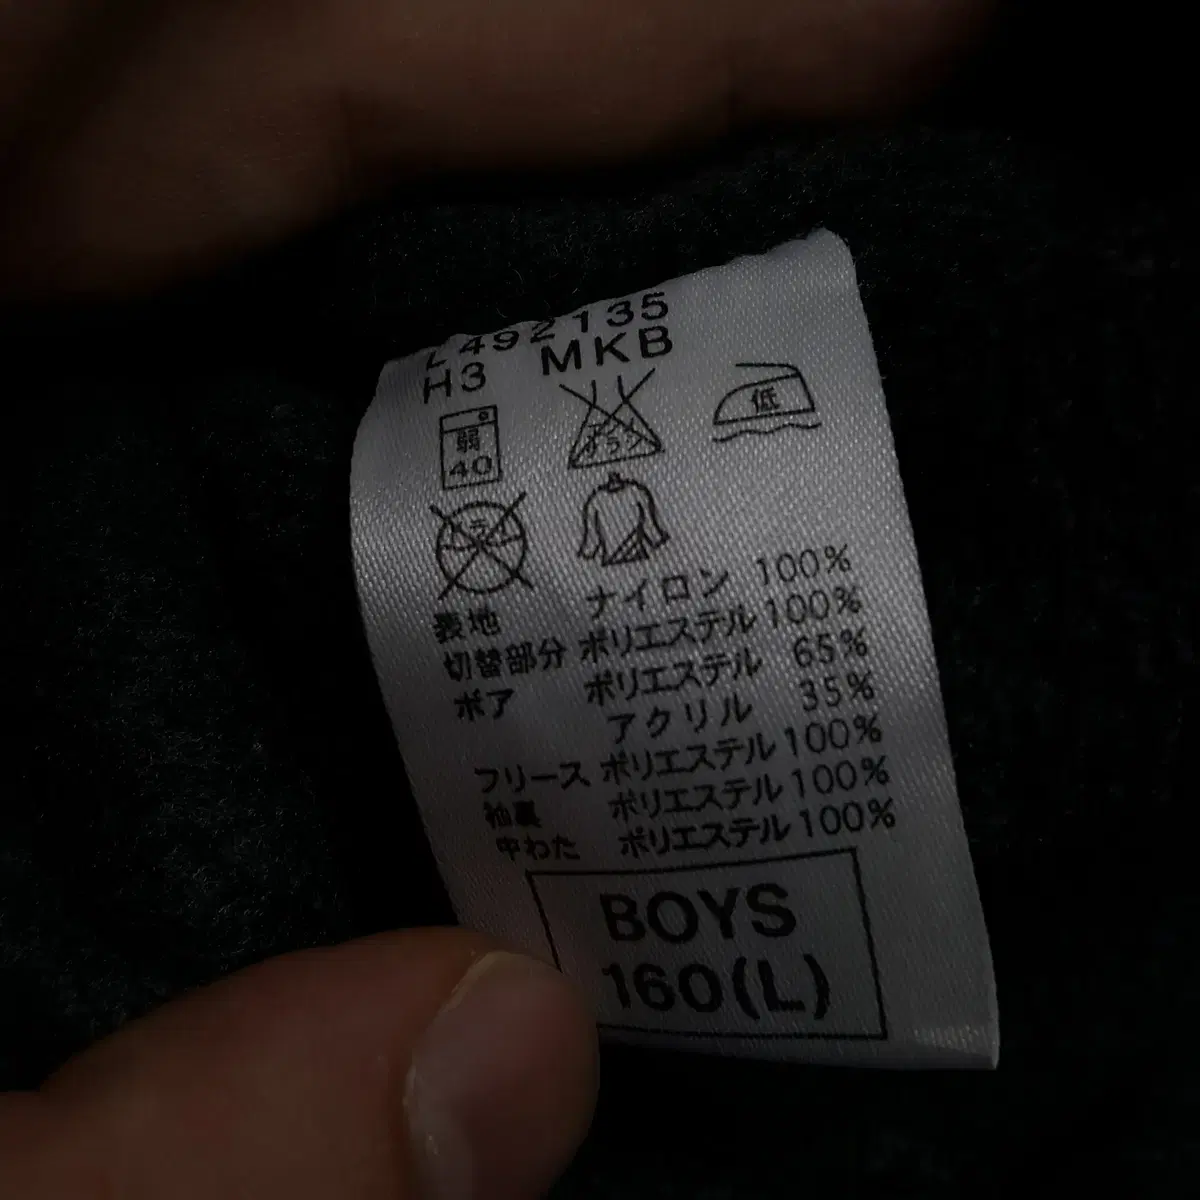 L492135
H3 MKB
弱
40
低
表地 ナイロン 100%
切替部分 ポリエステル 100%
ボア ポリエステル 65%
アクリル 35%
フリース ポリエステル 100%
袖裏 ポリエステル 100%
中わた ポリエステル 100%
BOYS
160(L)